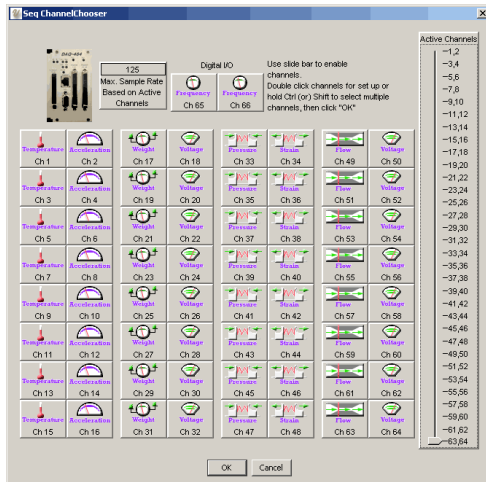 Seq ChannelChooser
DAQ-404
125
Max. Sample Rate
Based on Active
Channels
Digital I/O
Frequency Frequency
Ch 65 Ch 66
Use slide bar to enable
channels.
Double click channels for set up or
hold Ctrl (or) Shift to select multiple
channels, then click "OK"
Temperature Acceleration Weight Voltage Pressure Strain Flow Voltage
Ch 1 Ch 2 Ch 17 Ch 18 Ch 33 Ch 34 Ch 49 Ch 50
Temperature Acceleration Weight Voltage Pressure Strain Flow Voltage
Ch 3 Ch 4 Ch 19 Ch 20 Ch 35 Ch 36 Ch 51 Ch 52
Temperature Acceleration Weight Voltage Pressure Strain Flow Voltage
Ch 5 Ch 6 Ch 21 Ch 22 Ch 37 Ch 38 Ch 53 Ch 54
Temperature Acceleration Weight Voltage Pressure Strain Flow Voltage
Ch 7 Ch 8 Ch 23 Ch 24 Ch 39 Ch 40 Ch 55 Ch 56
Temperature Acceleration Weight Voltage Pressure Strain Flow Voltage
Ch 9 Ch 10 Ch 25 Ch 26 Ch 41 Ch 42 Ch 57 Ch 58
Temperature Acceleration Weight Voltage Pressure Strain Flow Voltage
Ch 11 Ch 12 Ch 27 Ch 28 Ch 43 Ch 44 Ch 59 Ch 60
Temperature Acceleration Weight Voltage Pressure Strain Flow Voltage
Ch 13 Ch 14 Ch 29 Ch 30 Ch 45 Ch 46 Ch 61 Ch 62
Temperature Acceleration Weight Voltage Pressure Strain Flow Voltage
Ch 15 Ch 16 Ch 31 Ch 32 Ch 47 Ch 48 Ch 63 Ch 64
Active Channels
1,2
3,4
5,6
7,8
9,10
11,12
13,14
15,16
17,18
19,20
21,22
23,24
25,26
27,28
29,30
31,32
33,34
35,36
37,38
39,40
41,42
43,44
45,46
47,48
49,50
51,52
53,54
55,56
57,58
59,60
61,62
63,64
OK Cancel